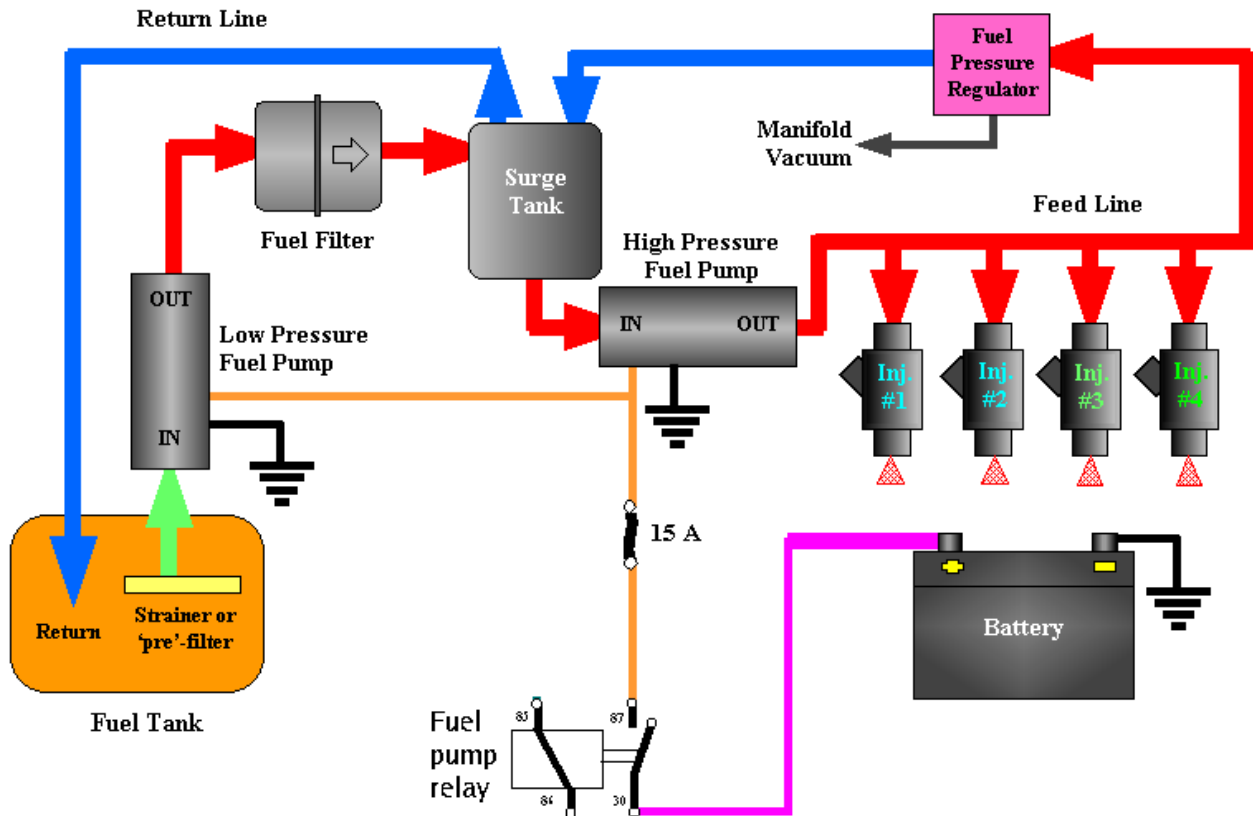 Return Line
Fuel
Pressure
Regulator
Manifold
Vacuum
Surge
Tank
Feed Line
Fuel Filter
High Pressure
Fuel Pump
OUT
IN
OUT
Low Pressure
Fuel Pump
IN
Inj.
#1
Inj.
#2
Inj.
#3
Inj.
#4
15 A
Strainer or
‘pre’-filter
Return
Battery
Fuel Tank
Fuel
pump
relay
85
87
86
30